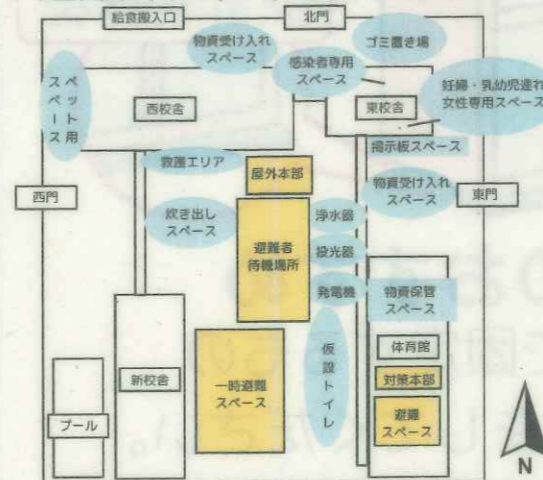 給食搬入口
北門
物資受け入れ
スペース
ゴミ置き場
感染者専用
スペース
ペット用
スペース
西校舎
東校舎
妊婦・乳幼児連れ
女性専用スペース
掲示板スペース
救護エリア
屋外本部
物資受け入れ
スペース
西門
東門
炊き出し
スペース
避難者
待機場所
浄水器
投光器
発電機
物資保管
スペース
仮設トイレ
体育館
新校舎
一時避難
スペース
対策本部
避難
スペース
プール
N